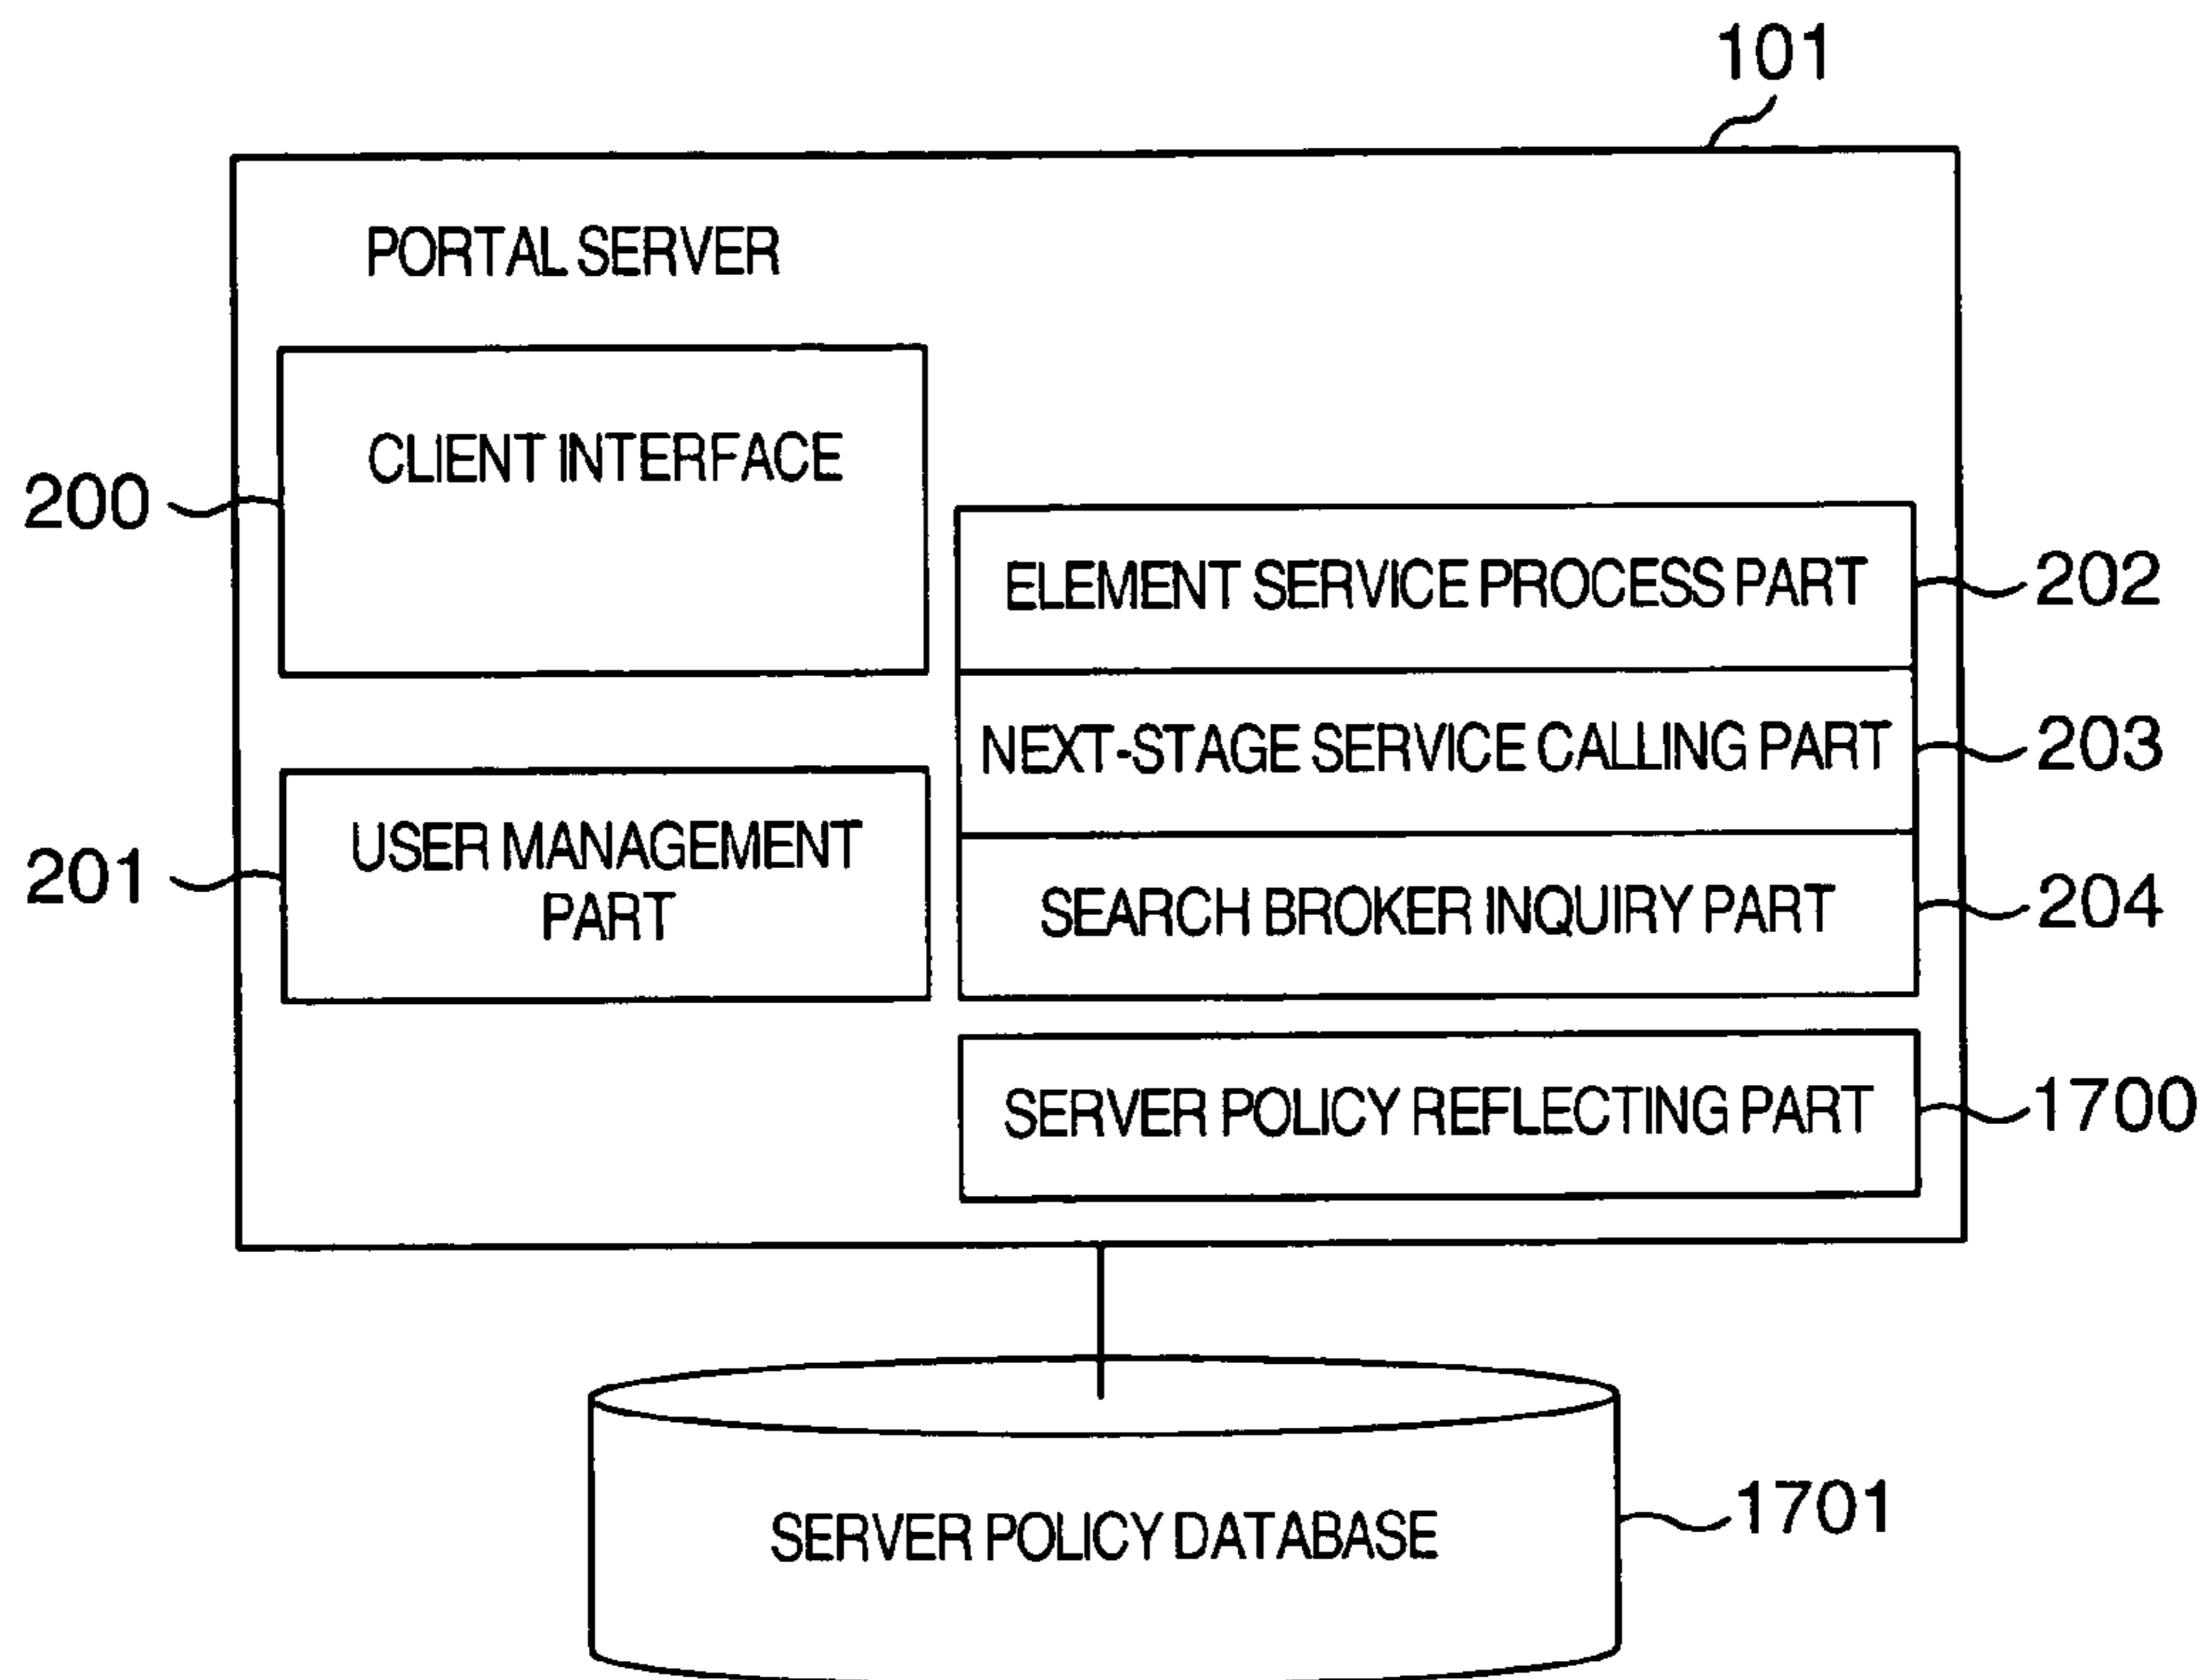 101
PORTAL SERVER
CLIENT INTERFACE
200
ELEMENT SERVICE PROCESS PART
202
NEXT-STAGE SERVICE CALLING PART
203
USER MANAGEMENT
PART
201
SEARCH BROKER INQUIRY PART
204
SERVER POLICY REFLECTING PART
1700
SERVER POLICY DATABASE
1701